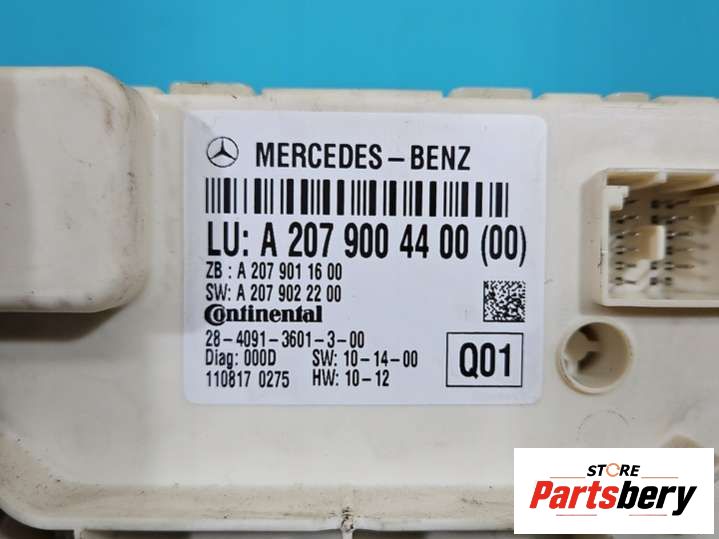 MERCEDES-BENZ
LU: A 207 900 44 00 (00)
ZB : A 207 901 16 00
SW: A 207 902 22 00
Continental
28-4091-3601-3-00
Diag: 000D SW: 10-14-00
110817 0275 HW: 10-12
Q01
STORE
Partsbery